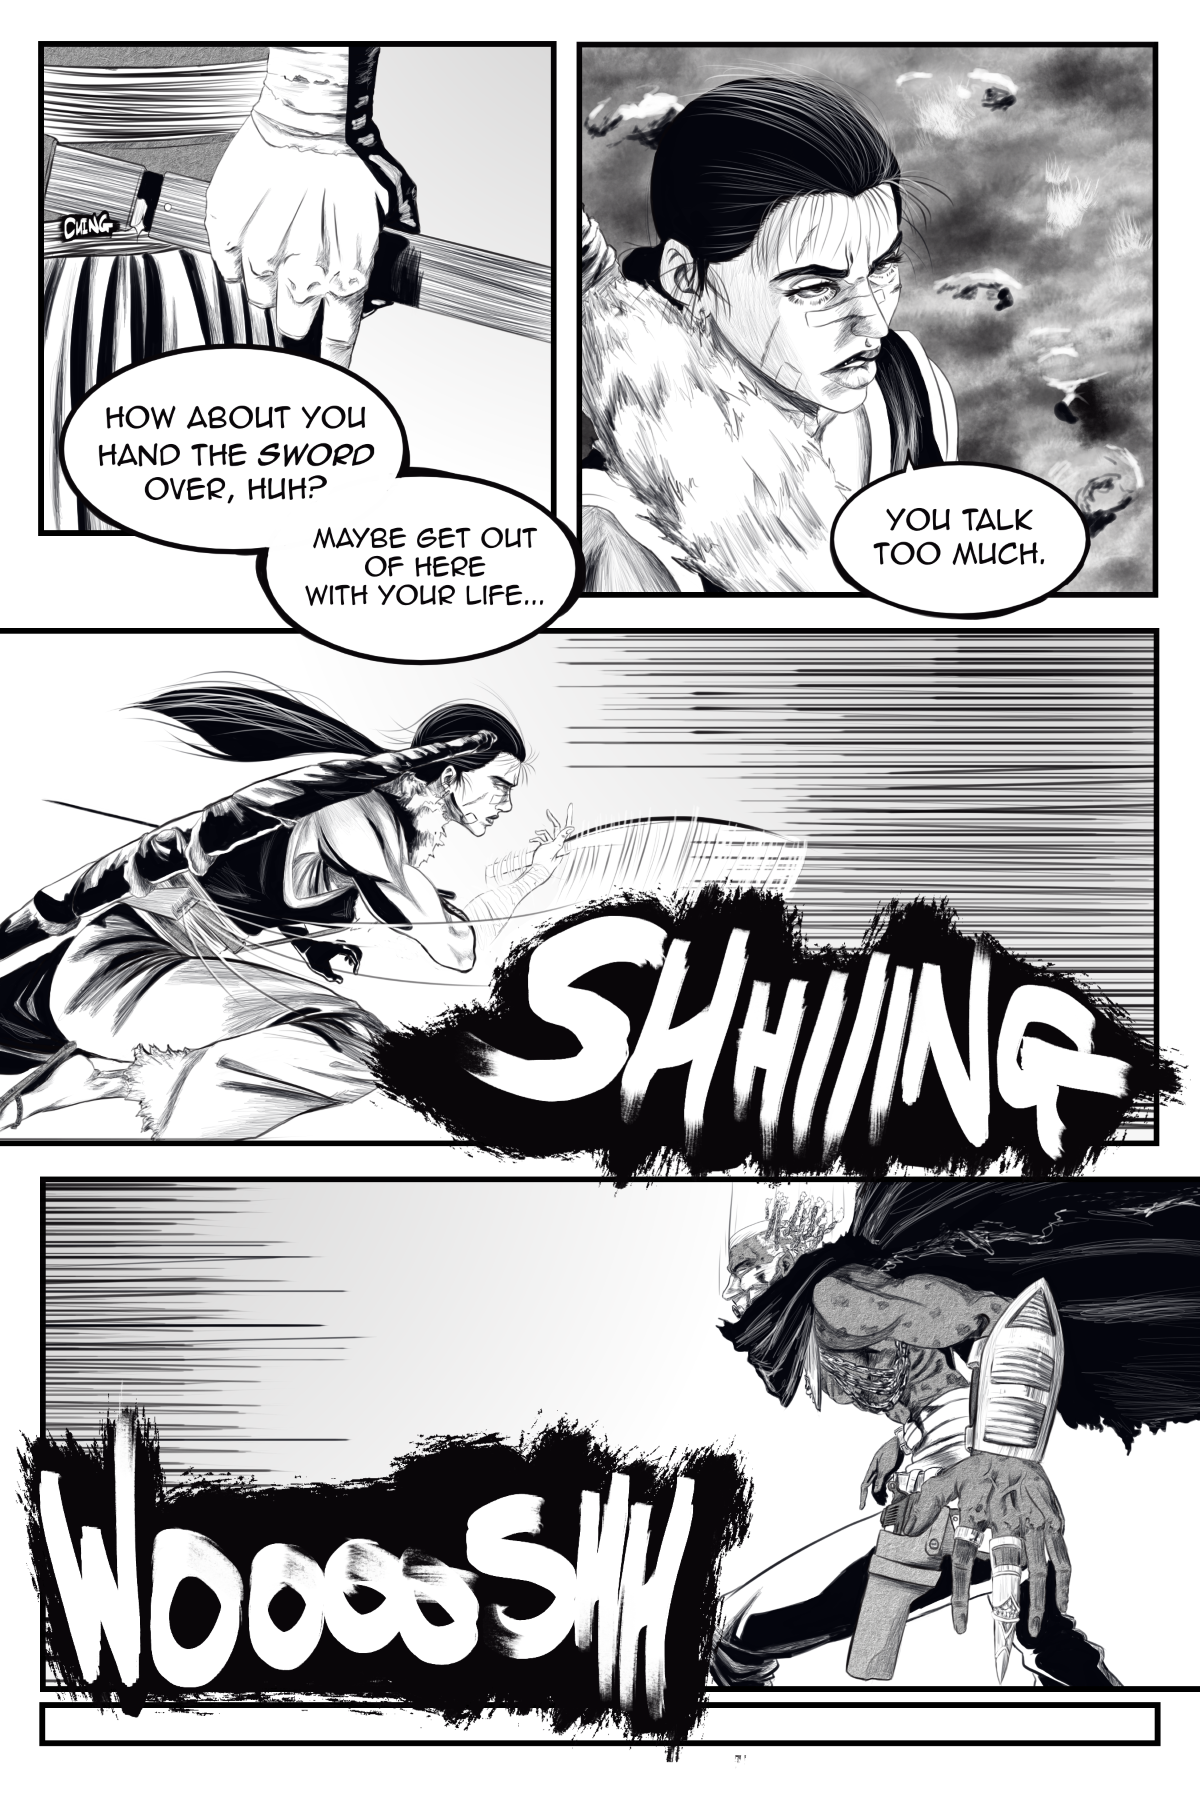 CHING
HOW ABOUT YOU
HAND THE SWORD
OVER, HUH?
MAYBE GET OUT
OF HERE
WITH YOUR LIFE...
YOU TALK
TOO MUCH.
SHHIIING
WOOOOSHH